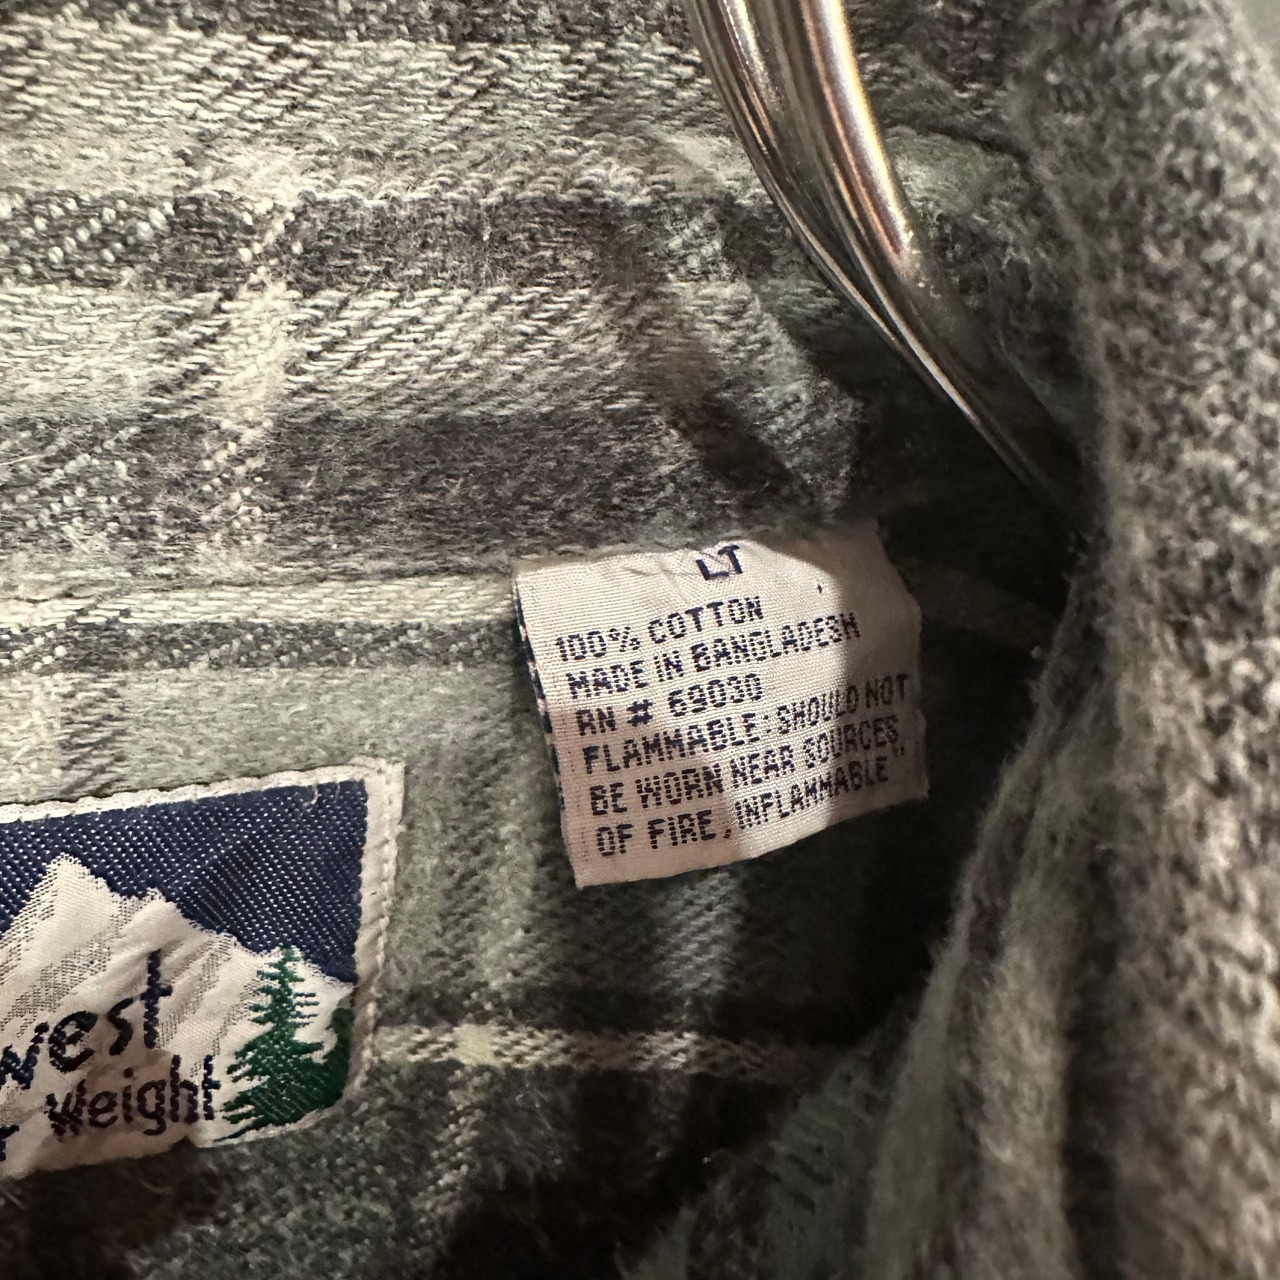 LT
100% COTTON
MADE IN BANGLADESH
RN # 69030
FLAMMABLE: SHOULD NOT
BE WORN NEAR SOURCES
OF FIRE, INFLAMMABLE
west
weight